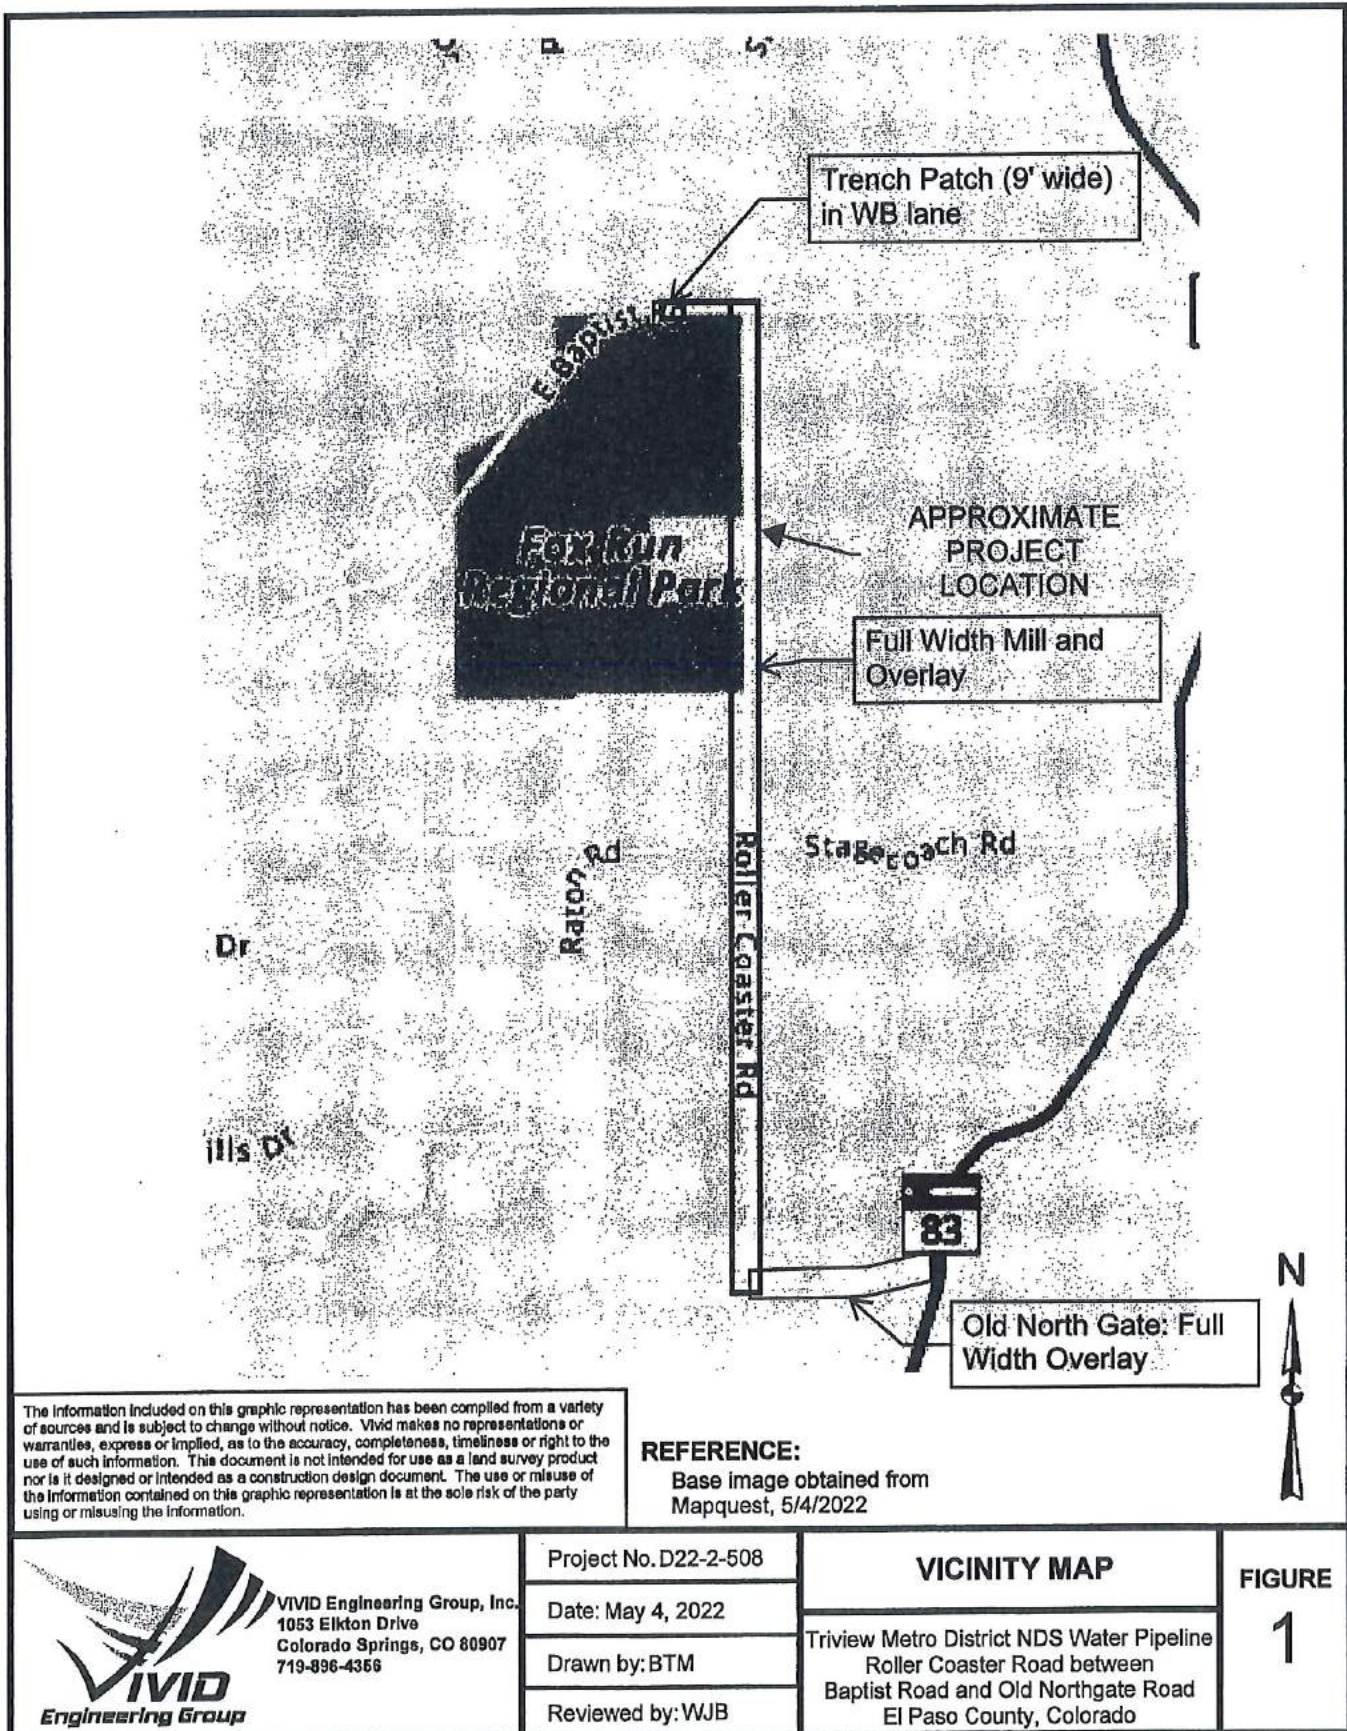 Trench Patch (9' wide)
in WB lane
E Baptist Rd
Fox Run
Regional Park
APPROXIMATE
PROJECT
LOCATION
Full Width Mill and
Overlay
Roller Coaster Rd
Stagecoach Rd
Raton Rd
Dr
ills Dr
83
N
Old North Gate: Full
Width Overlay
The information included on this graphic representation has been compiled from a variety
of sources and is subject to change without notice. Vivid makes no representations or
warranties, express or implied, as to the accuracy, completeness, timeliness or right to the
use of such information. This document is not intended for use as a land survey product
nor is it designed or intended as a construction design document. The use or misuse of
the information contained on this graphic representation is at the sole risk of the party
using or misusing the information.
REFERENCE:
Base image obtained from
Mapquest, 5/4/2022
VIVID
Engineering Group
VIVID Engineering Group, Inc.
1053 Elkton Drive
Colorado Springs, CO 80907
719-896-4356
Project No. D22-2-508
Date: May 4, 2022
Drawn by: BTM
Reviewed by: WJB
VICINITY MAP
Triview Metro District NDS Water Pipeline
Roller Coaster Road between
Baptist Road and Old Northgate Road
El Paso County, Colorado
FIGURE
1